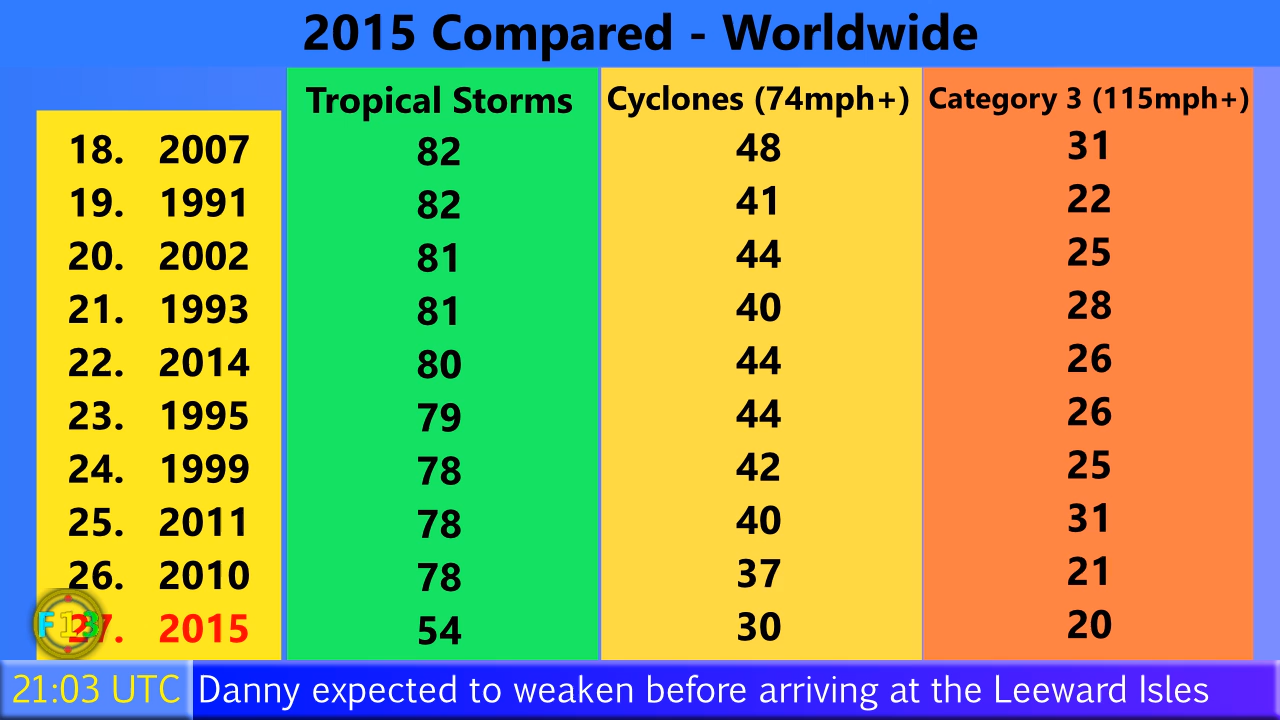 2015 Compared - Worldwide
Tropical Storms Cyclones (74mph+) Category 3 (115mph+)
18. 2007 82 48 31
19. 1991 82 41 22
20. 2002 81 44 25
21. 1993 81 40 28
22. 2014 80 44 26
23. 1995 79 44 26
24. 1999 78 42 25
25. 2011 78 40 31
26. 2010 78 37 21
27. 2015 54 30 20
F13
21:03 UTC Danny expected to weaken before arriving at the Leeward Isles